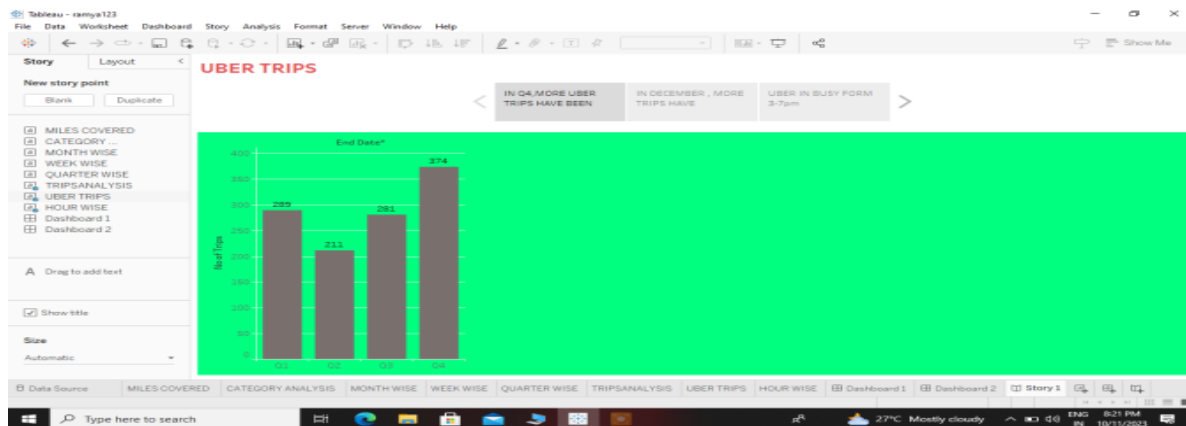 Tableau - ramya123
File Data Worksheet Dashboard Story Analysis Format Server Window Help
Show Me
Story Layout
UBER TRIPS
New story point
Blank Duplicate
IN Q4,MORE UBER TRIPS HAVE BEEN
IN DECEMBER , MORE TRIPS HAVE
UBER IN BUSY FORM 3-7pm
MILES COVERED
CATEGORY ...
MONTH WISE
WEEK WISE
QUARTER WISE
TRIPSANALYSIS
UBER TRIPS
HOUR WISE
Dashboard 1
Dashboard 2
A Drag to add text
Show title
Size
Automatic
End Date*
No of Trips
400
350
300
250
200
150
100
50
0
289
211
281
374
Q1 Q2 Q3 Q4
Data Source MILES COVERED CATEGORY ANALYSIS MONTH WISE WEEK WISE QUARTER WISE TRIPSANALYSIS UBER TRIPS HOUR WISE Dashboard 1 Dashboard 2 Story 1
Type here to search
27°C Mostly cloudy
ENG
IN
8:21 PM
10/11/2023